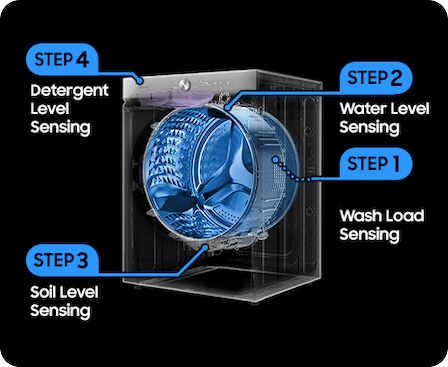 STEP 4
Detergent
Level
Sensing
STEP 2
Water Level
Sensing
STEP 1
Wash Load
Sensing
STEP 3
Soil Level
Sensing